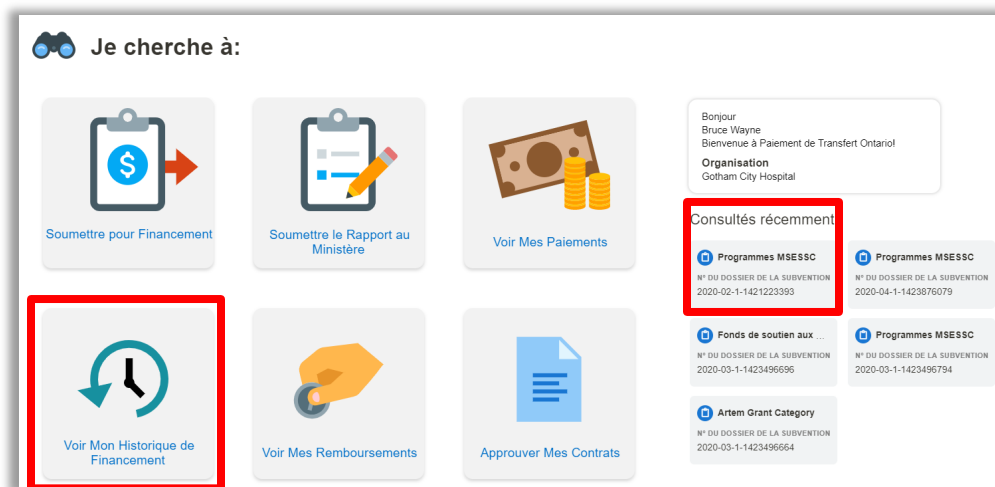 Je cherche à:
Soumettre pour Financement
Soumettre le Rapport au
Ministère
Voir Mes Paiements
Voir Mon Historique de
Financement
Voir Mes Remboursements
Approuver Mes Contrats
Bonjour
Bruce Wayne
Bienvenue à Paiement de Transfert Ontario!
Organisation
Gotham City Hospital
Consultés récemment
Programmes MSESSC
N° DU DOSSIER DE LA SUBVENTION
2020-02-1-1421223393
Programmes MSESSC
N° DU DOSSIER DE LA SUBVENTION
2020-04-1-1423876079
Fonds de soutien aux ...
N° DU DOSSIER DE LA SUBVENTION
2020-03-1-1423496696
Programmes MSESSC
N° DU DOSSIER DE LA SUBVENTION
2020-03-1-1423496794
Artem Grant Category
N° DU DOSSIER DE LA SUBVENTION
2020-03-1-1423496664